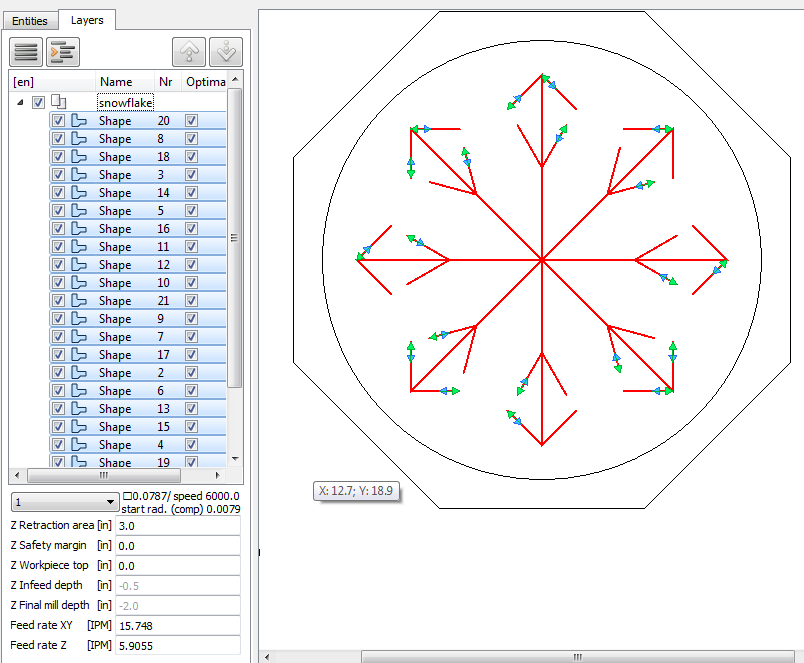 Entities Layers
[en] Name Nr Optima
snowflake
Shape 20
Shape 8
Shape 18
Shape 3
Shape 14
Shape 5
Shape 16
Shape 11
Shape 12
Shape 10
Shape 21
Shape 9
Shape 7
Shape 17
Shape 2
Shape 6
Shape 13
Shape 15
Shape 4
Shape 19
1
0.0787/ speed 6000.0
start rad. (comp) 0.0079
Z Retraction area [in] 3.0
Z Safety margin [in] 0.0
Z Workpiece top [in] 0.0
Z Infeed depth [in] -0.5
Z Final mill depth [in] -2.0
Feed rate XY [IPM] 15.748
Feed rate Z [IPM] 5.9055
X: 12.7; Y: 18.9